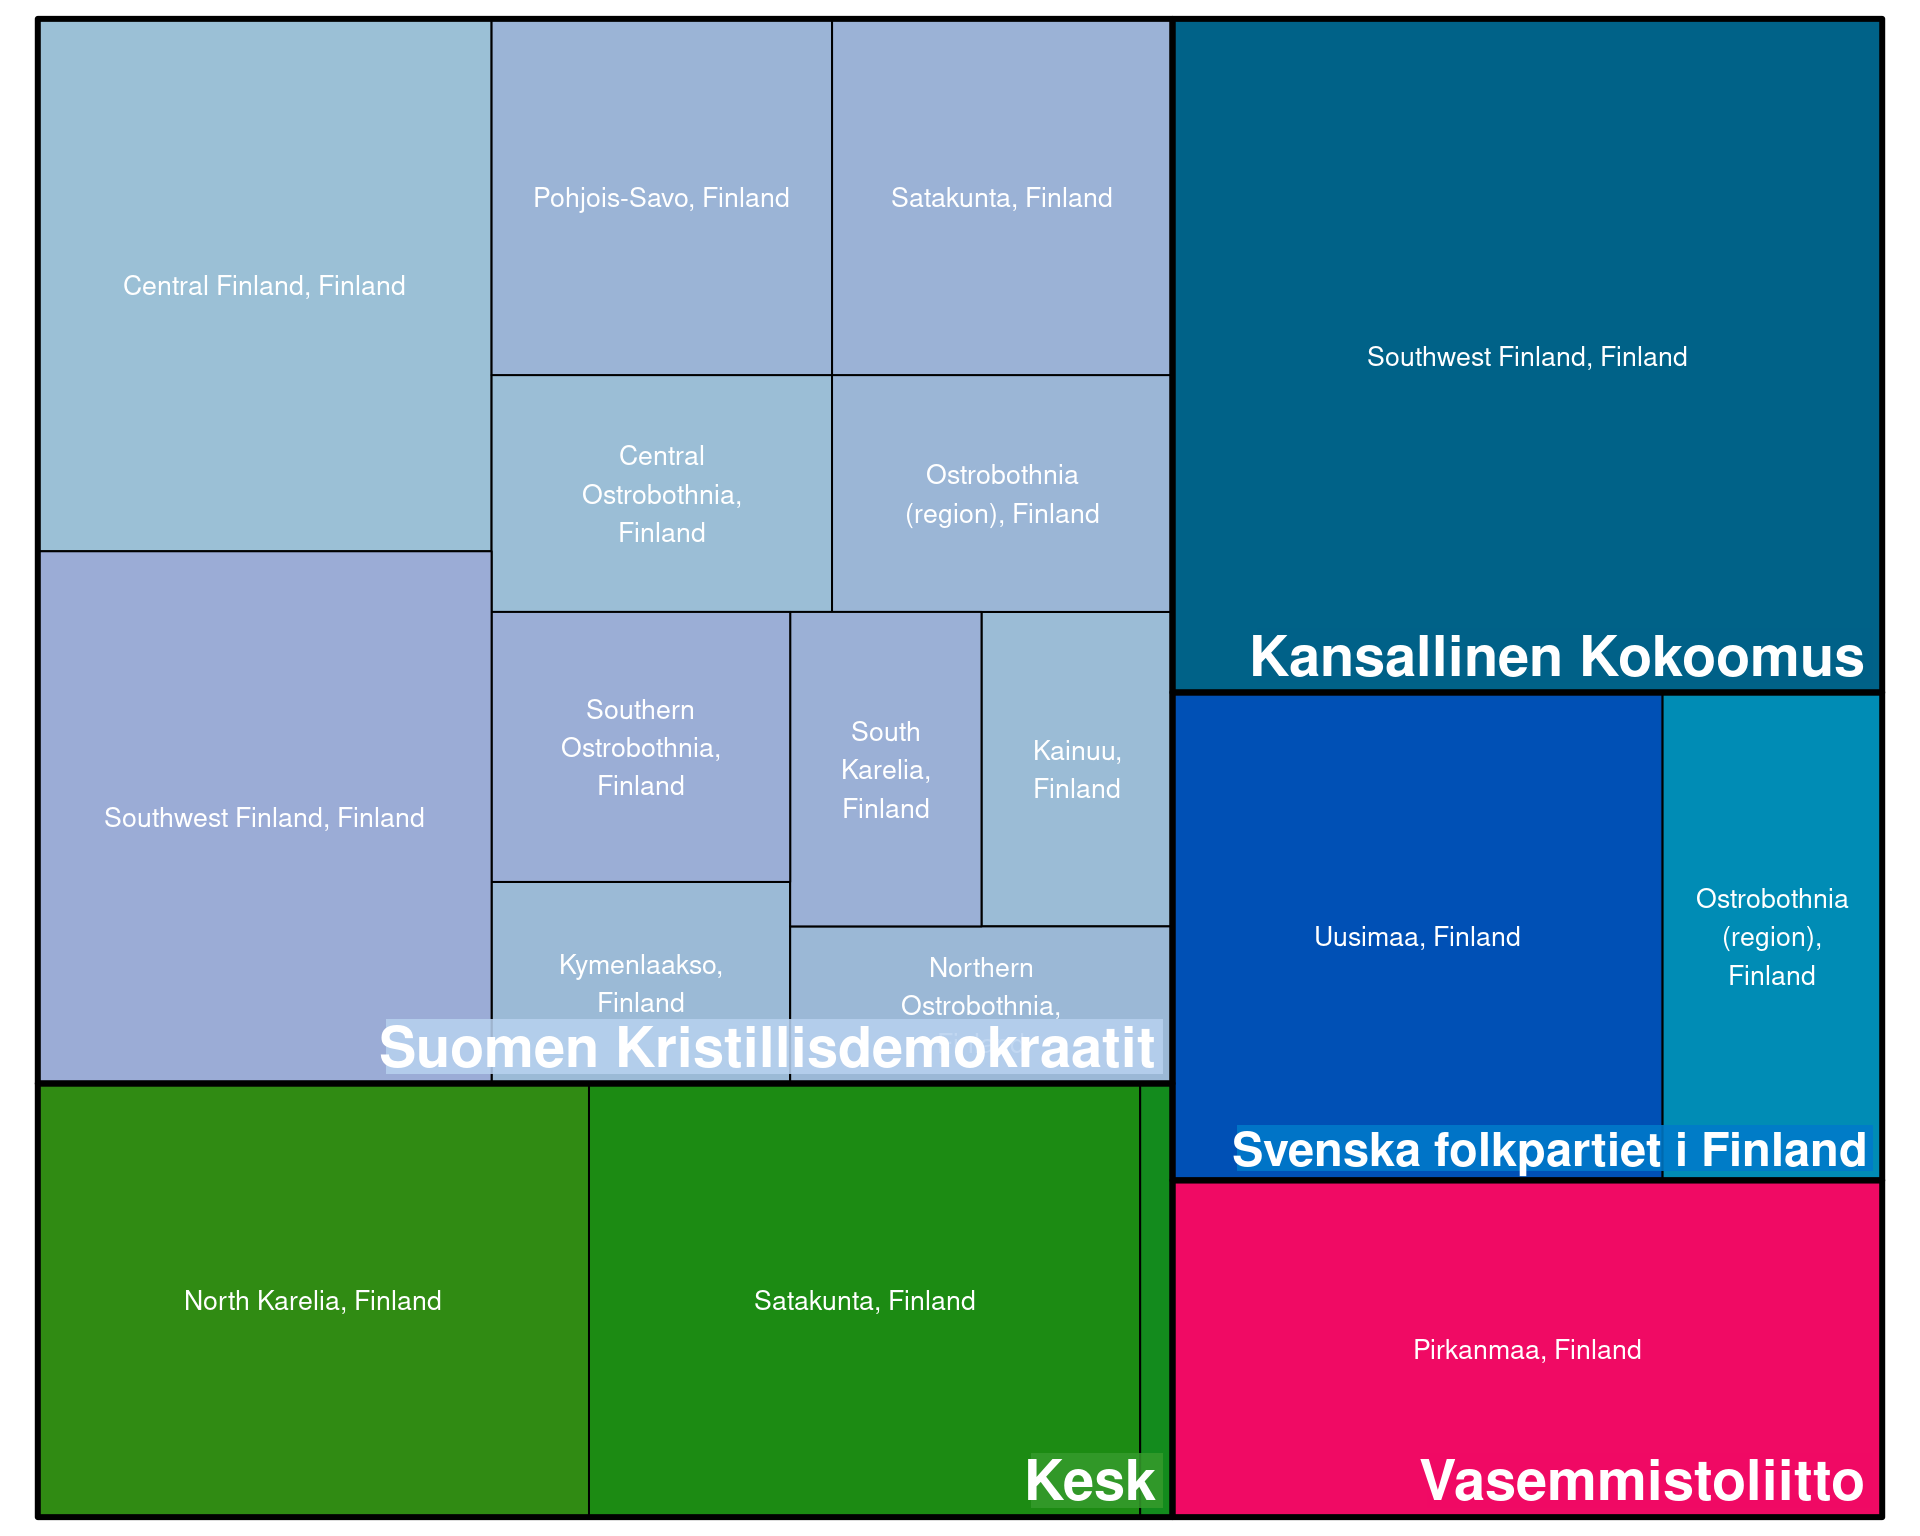 Central Finland, Finland
Pohjois-Savo, Finland
Satakunta, Finland
Central
Ostrobothnia,
Finland
Ostrobothnia
(region), Finland
Southwest Finland, Finland
Southern
Ostrobothnia,
Finland
South
Karelia,
Finland
Kainuu,
Finland
Kymenlaakso,
Finland
Northern
Ostrobothnia,
Suomen Kristillisdemokraatit
North Karelia, Finland
Satakunta, Finland
Kesk
Southwest Finland, Finland
Kansallinen Kokoomus
Uusimaa, Finland
Ostrobothnia
(region),
Finland
Svenska folkpartiet i Finland
Pirkanmaa, Finland
Vasemmistoliitto